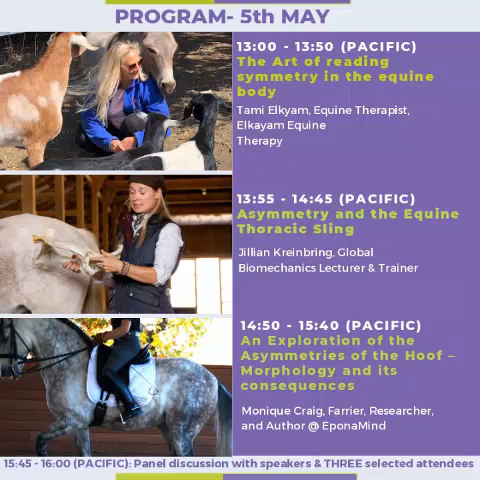 PROGRAM- 5th MAY
13:00 - 13:50 (PACIFIC)
The Art of reading
symmetry in the equine
body
Tami Elkyam, Equine Therapist,
Elkayam Equine
Therapy
13:55 - 14:45 (PACIFIC)
Asymmetry and the Equine
Thoracic Sling
Jillian Kreinbring, Global
Biomechanics Lecturer & Trainer
14:50 - 15:40 (PACIFIC)
An Exploration of the
Asymmetries of the Hoof –
Morphology and its
consequences
Monique Craig, Farrier, Researcher,
and Author @ EponaMind
15:45 - 16:00 (PACIFIC): Panel discussion with speakers & THREE selected attendees